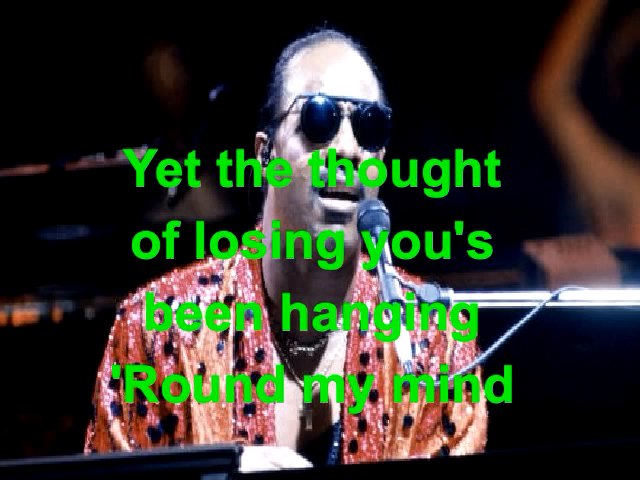 Yet the thought
of losing you's
been hanging
'Round my mind